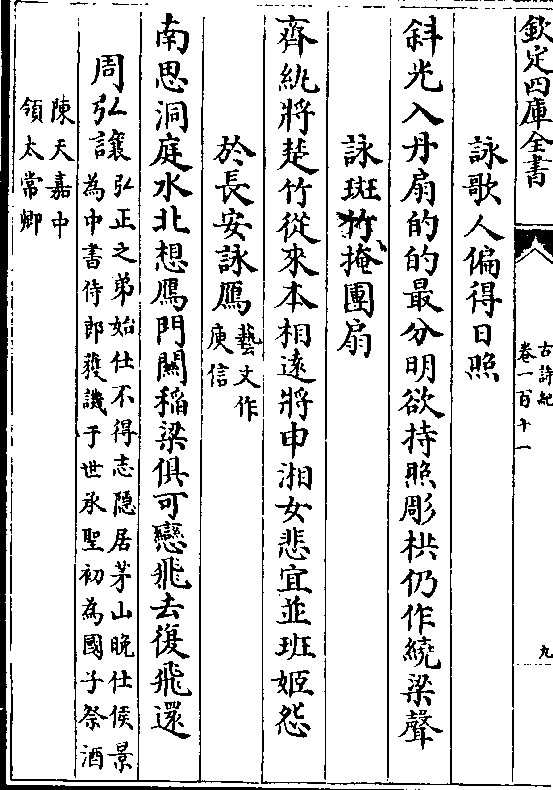 欽定四庫全書
古詩紀
卷一百十一
九
詠歌人偏得日照
斜光入丹扇的的最分明欲持照彫栱仍作繞梁聲
詠班竹掩團扇
齊紈將楚竹從來本相遠將申湘女悲宜並班姬怨
於長安詠鴈藝文作
庾信
南思洞庭水北想鴈門關稻梁俱可戀飛去復飛還
周弘讓弘正之弟始仕不得志隐居茅山晚仕侯景
為中書侍郎獲譏于世承聖初為國子祭酒
陳天嘉中
領太常卿